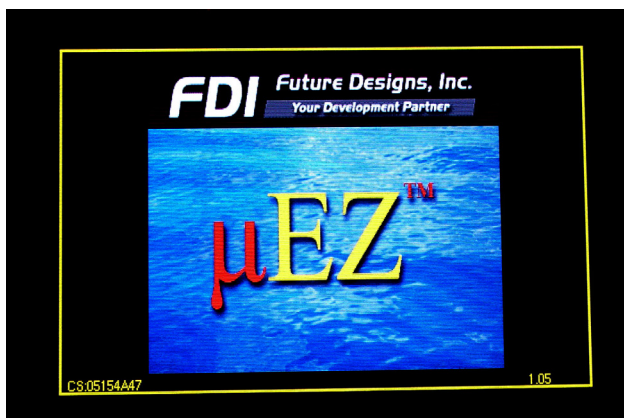 FDI Future Designs, Inc.
Your Development Partner
µEZ™
CS:05154A47 1.05